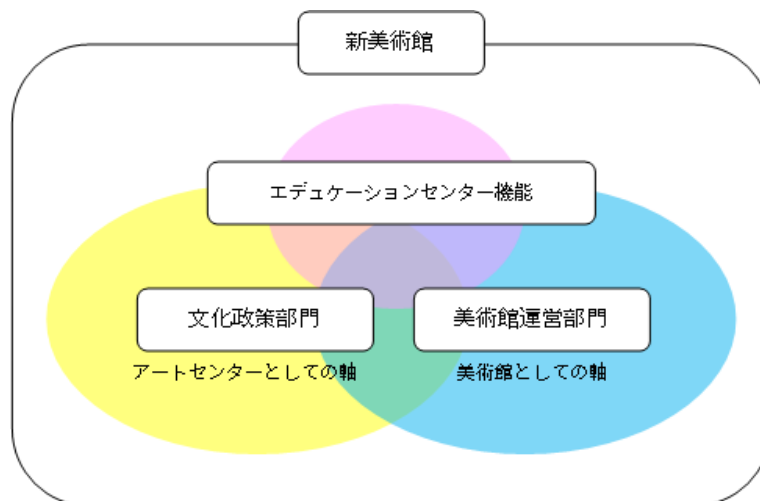 新美術館
エデュケーションセンター機能
文化政策部門
美術館運営部門
アートセンターとしての軸
美術館としての軸